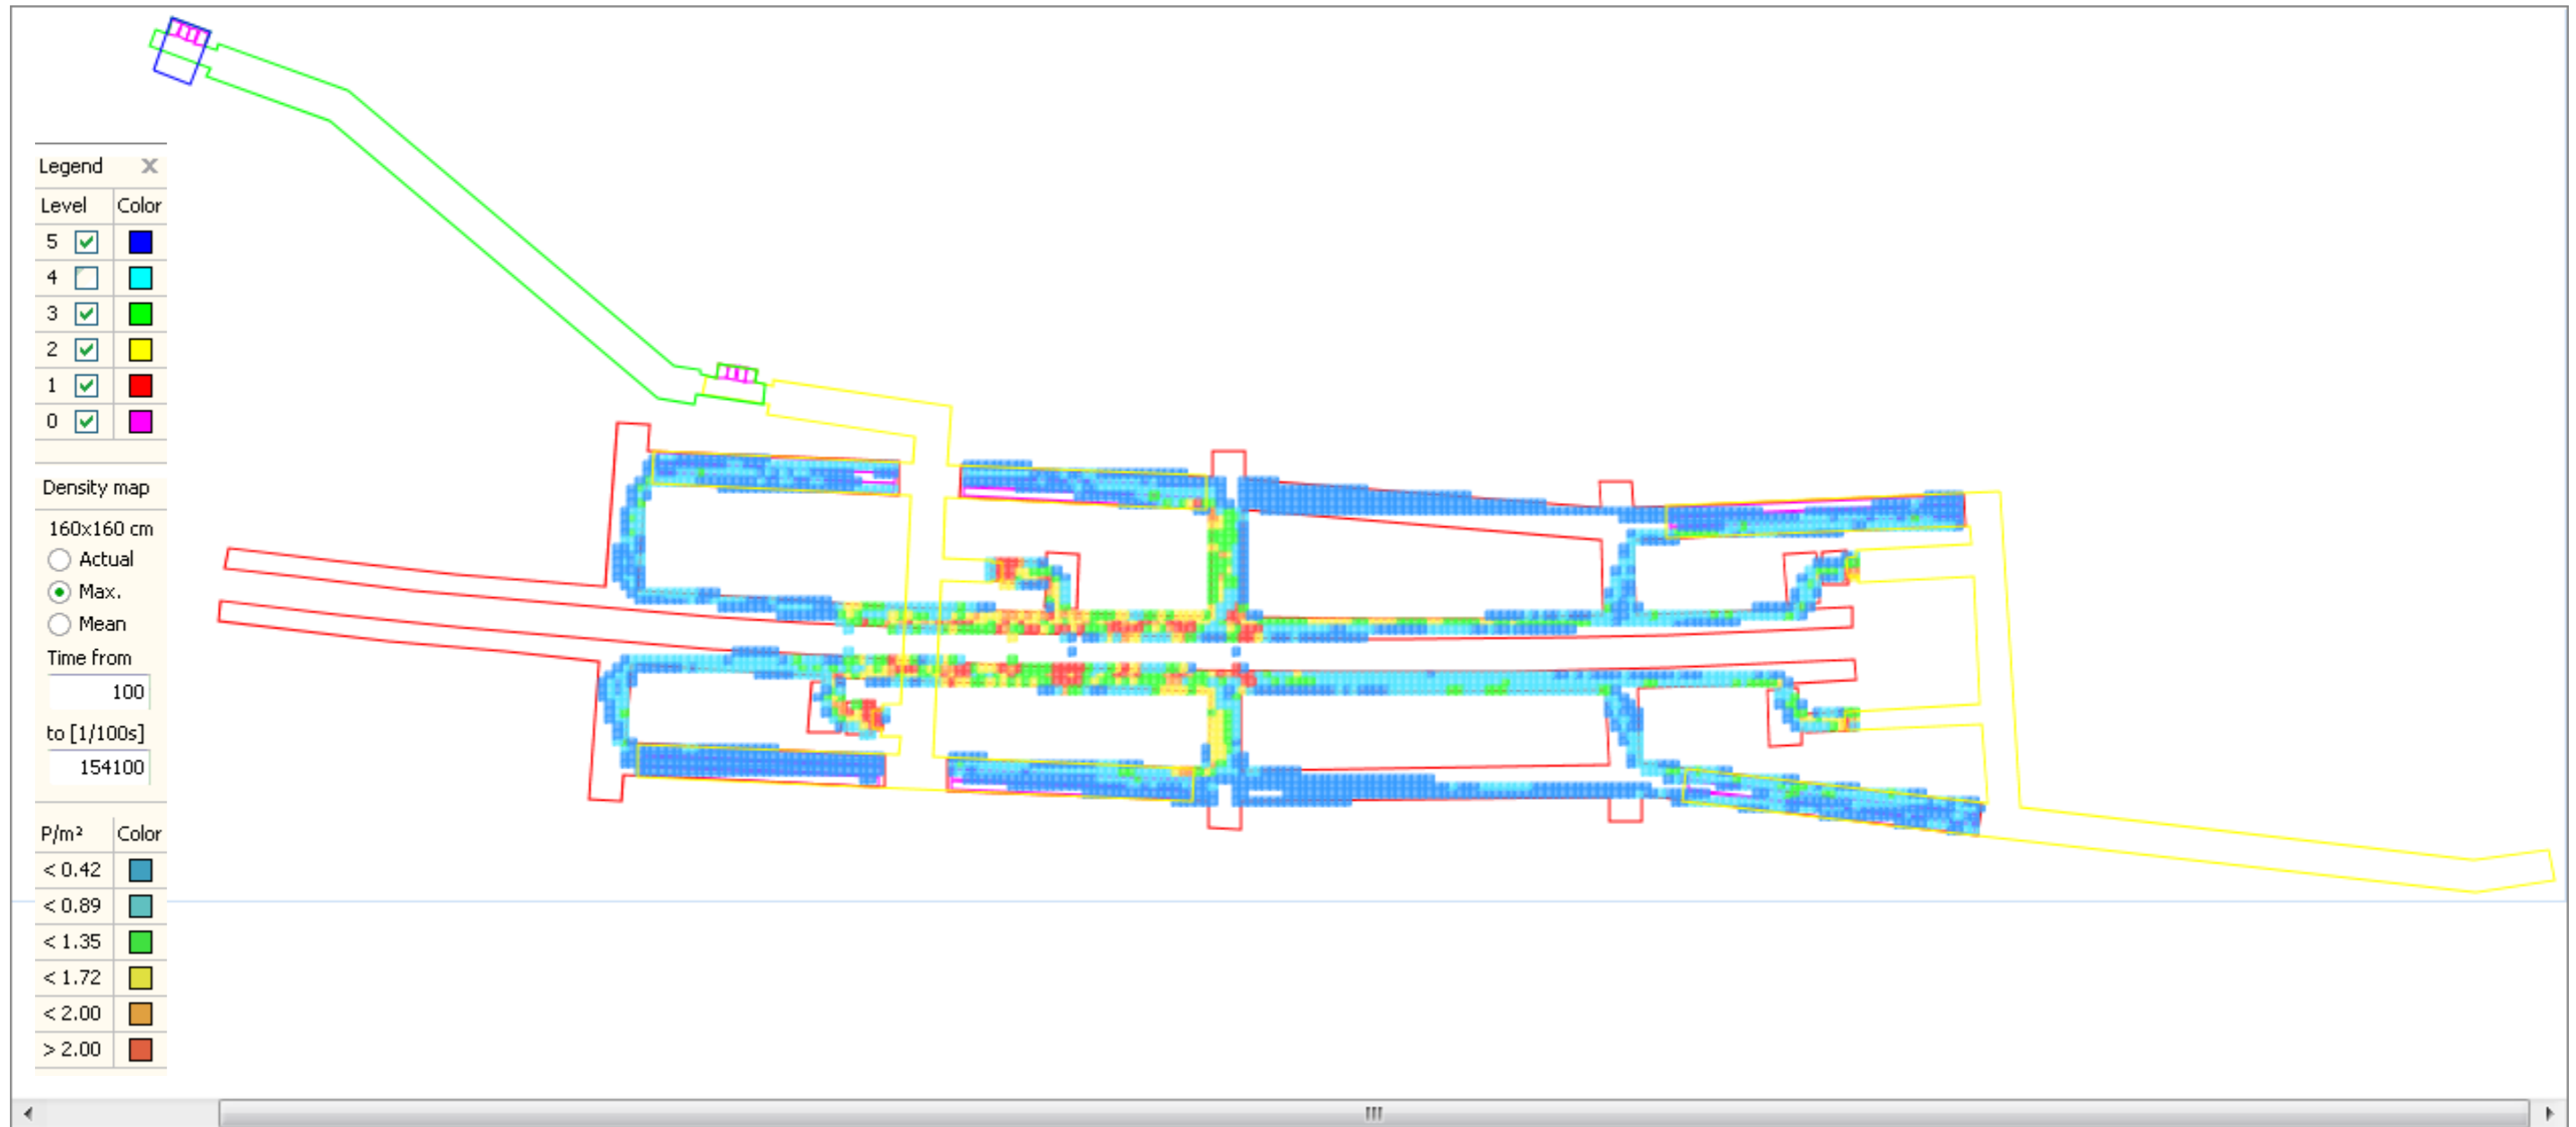 Legend X
Level Color
5
4
3
2
1
0
Density map
160x160 cm
Actual
Max.
Mean
Time from
100
to [1/100s]
154100
P/m² Color
< 0.42
< 0.89
< 1.35
< 1.72
< 2.00
> 2.00